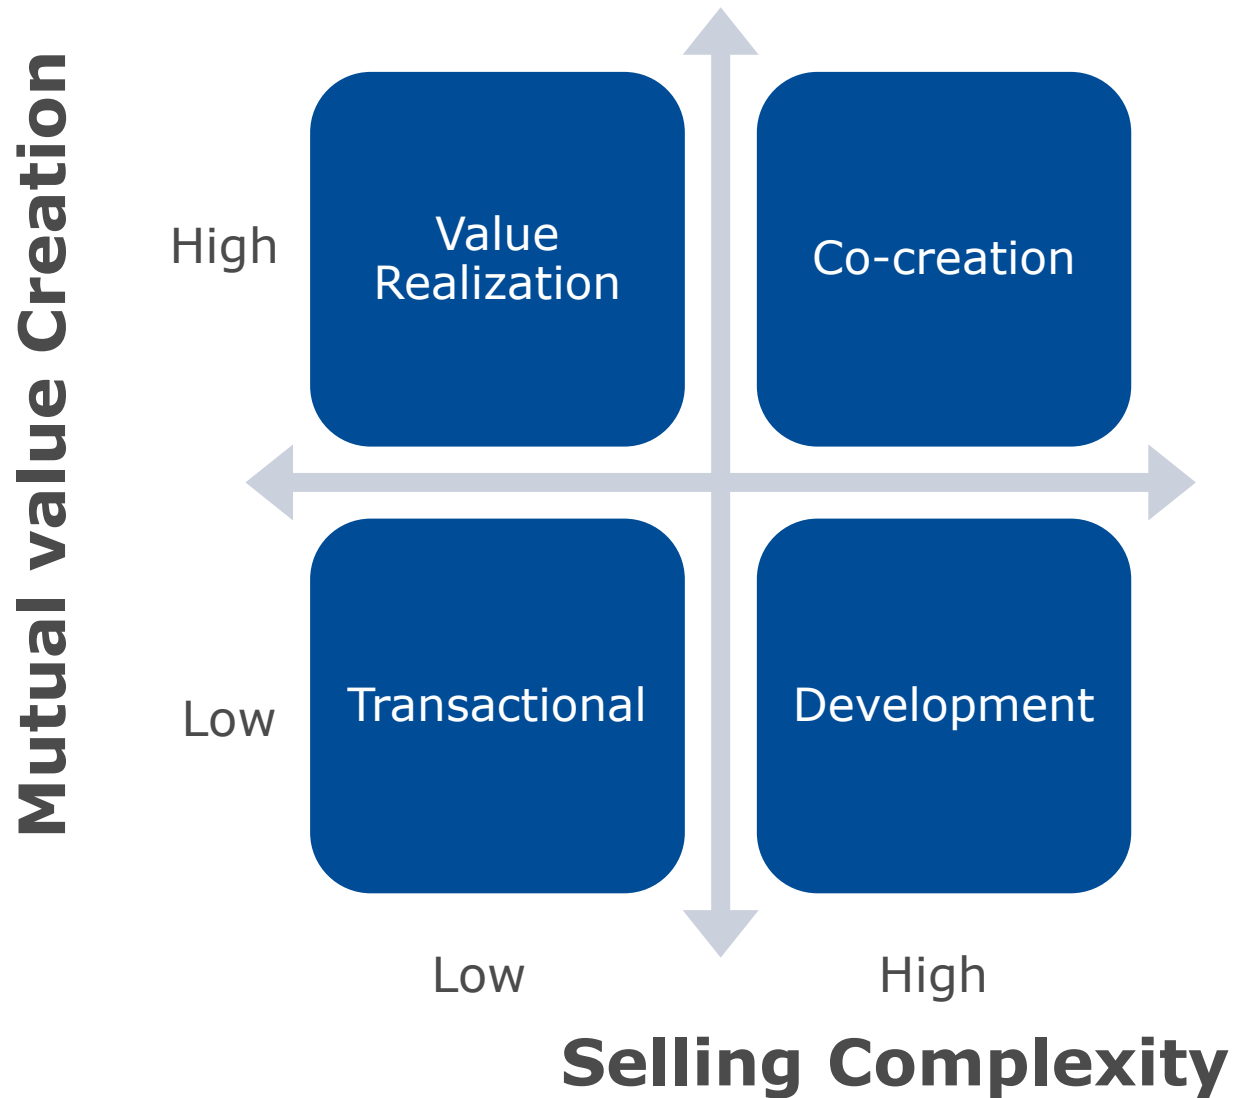 Mutual value Creation
High
Value
Realization
Co-creation
Low
Transactional
Development
Low
High
Selling Complexity